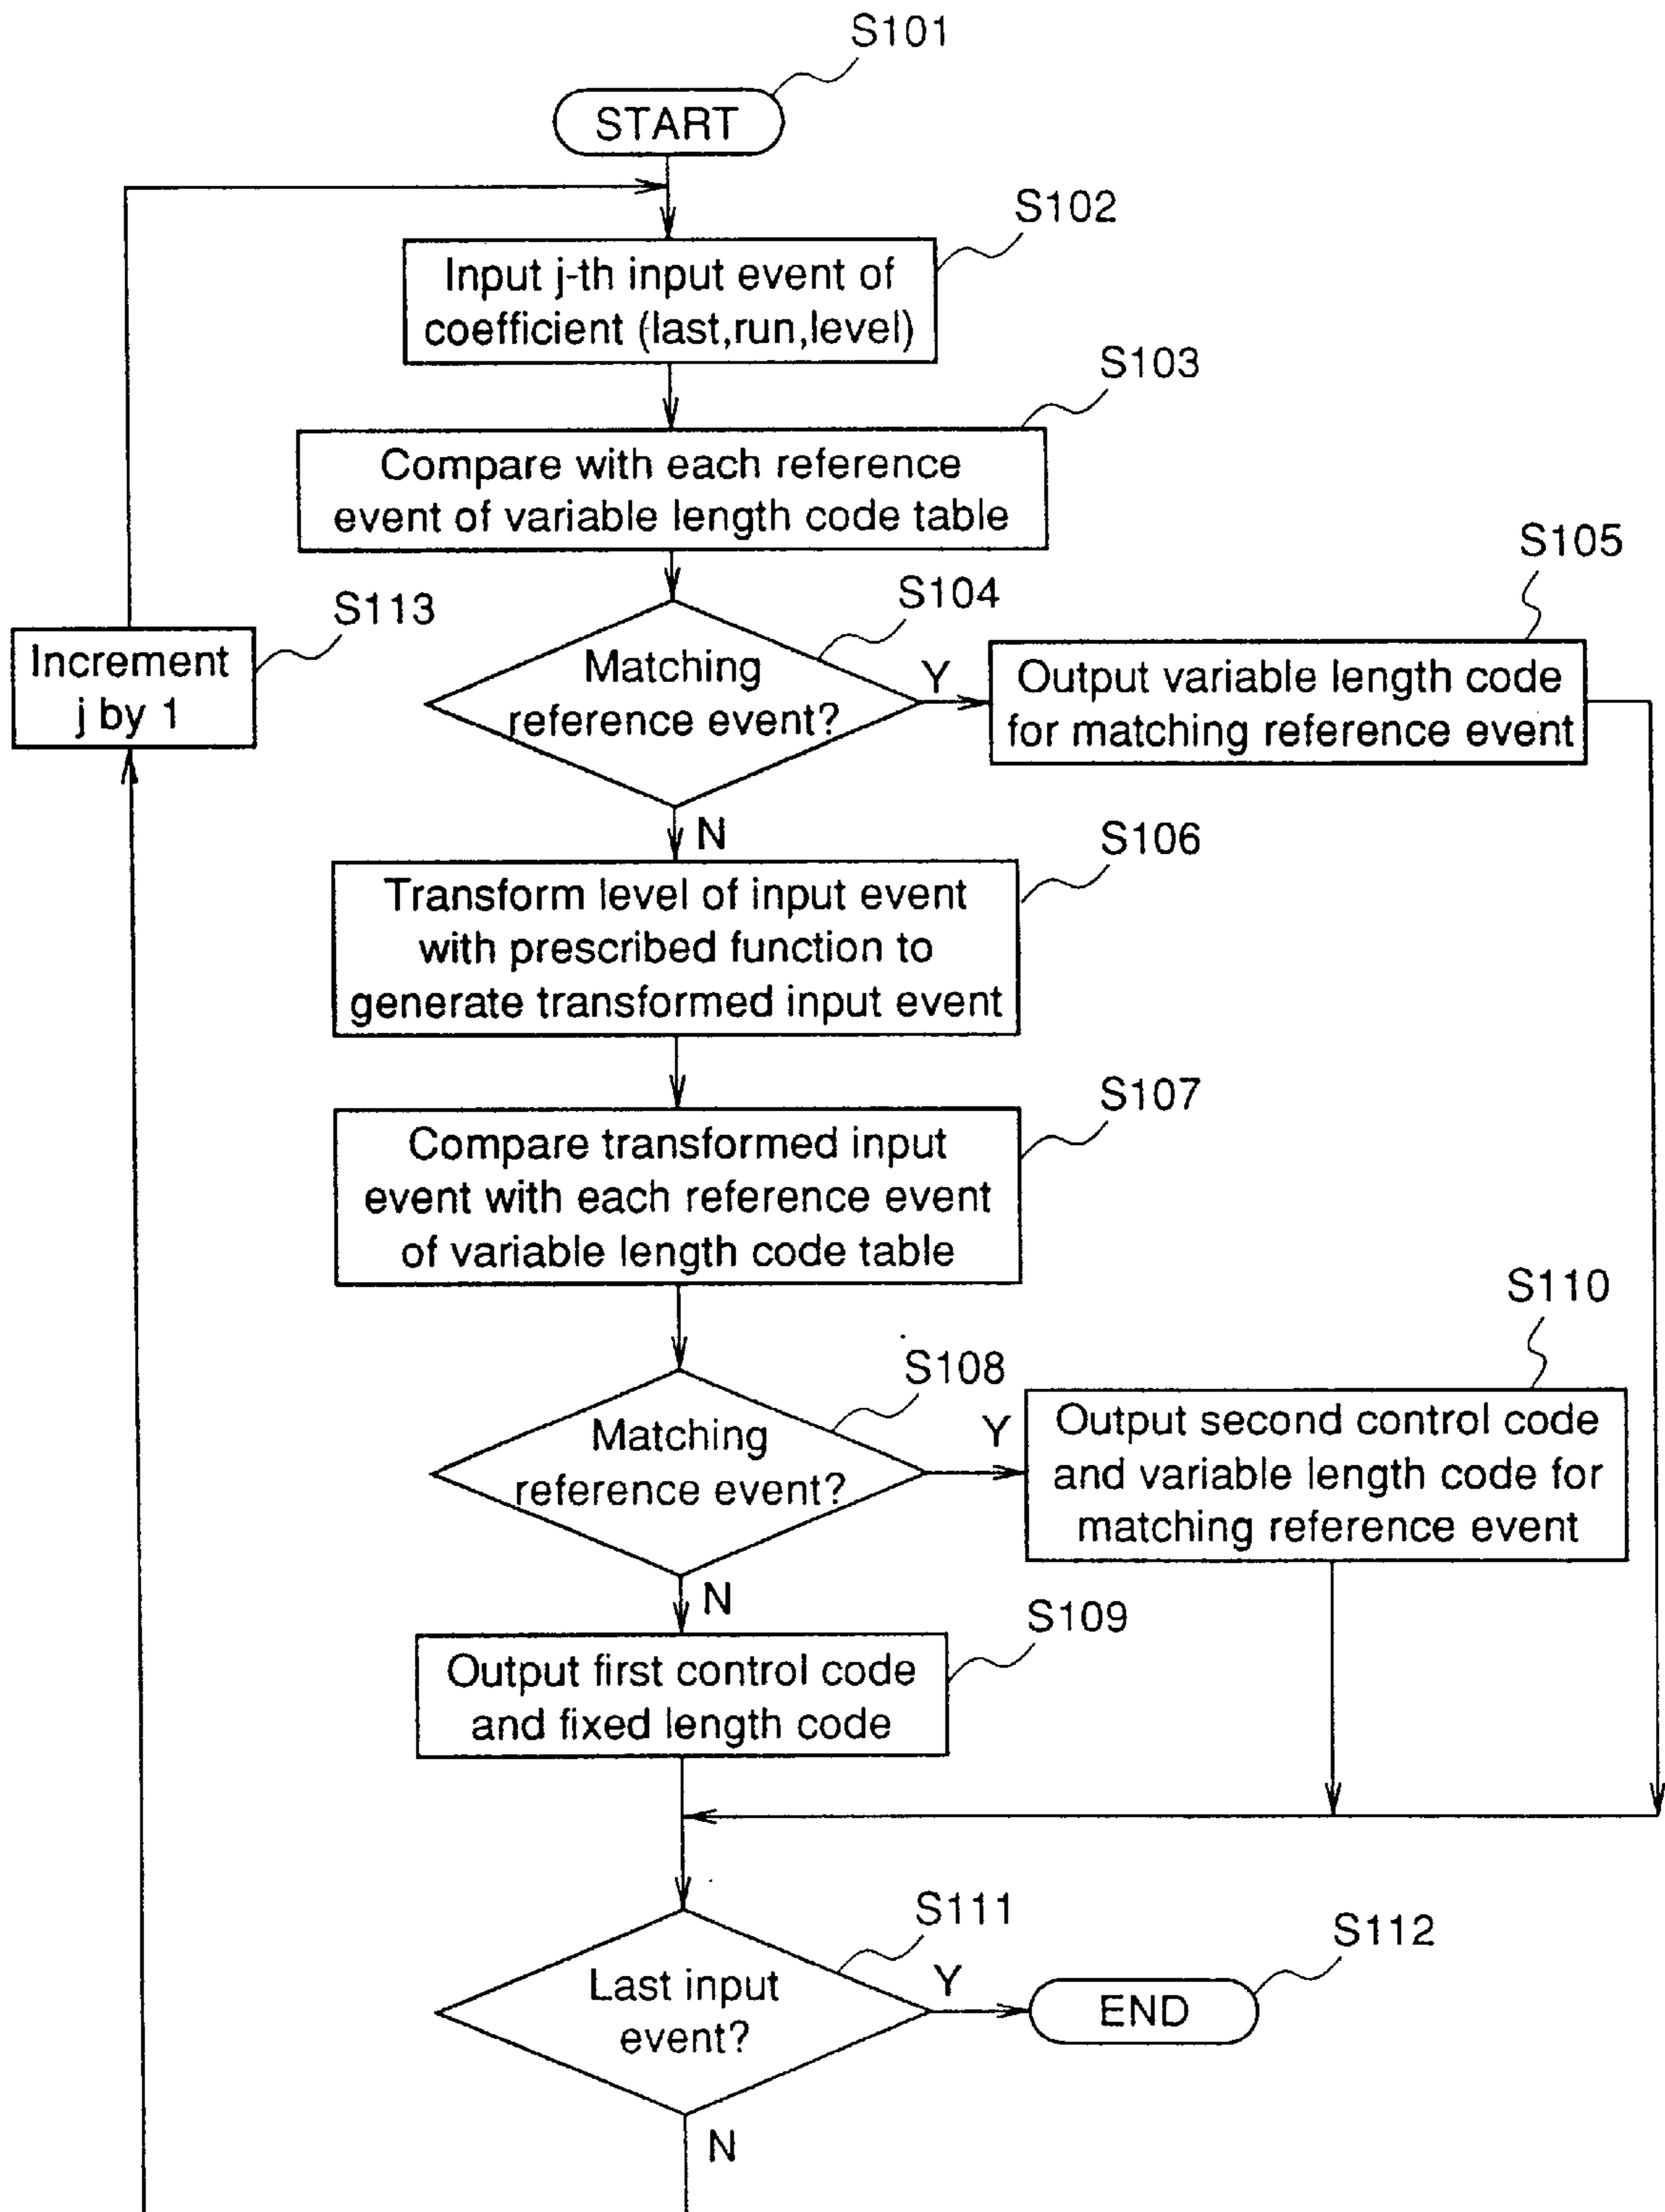 S101
START
S102
Input j-th input event of
coefficient (last,run,level)
S103
Compare with each reference
event of variable length code table
S104
Matching
reference event?
Y
S105
Output variable length code
for matching reference event
S113
Increment
j by 1
N
S106
Transform level of input event
with prescribed function to
generate transformed input event
S107
Compare transformed input
event with each reference event
of variable length code table
S108
Matching
reference event?
Y
S110
Output second control code
and variable length code for
matching reference event
N
S109
Output first control code
and fixed length code
S111
Last input
event?
Y
S112
END
N